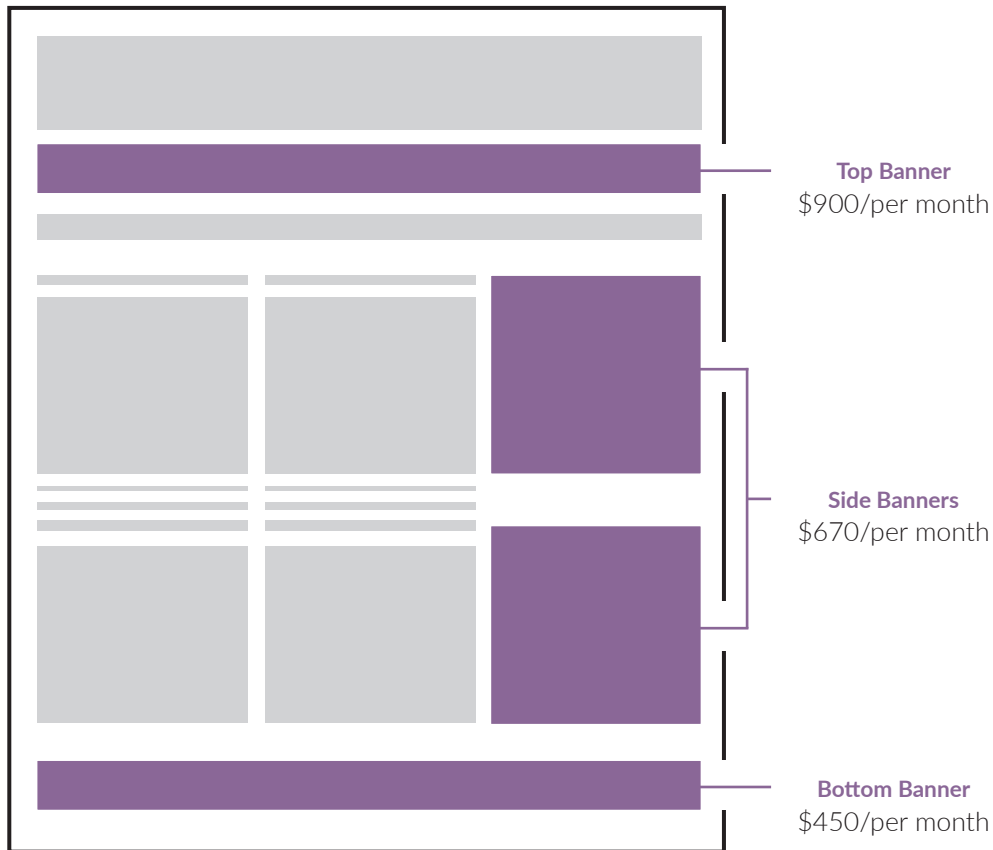 Top Banner
$900/per month
Side Banners
$670/per month
Bottom Banner
$450/per month